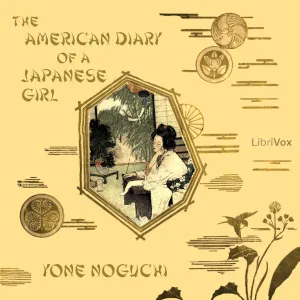 THE
AMERICAN DIARY
OF A
JAPANESE
GIRL
LibriVox
YONE NOGUCHI